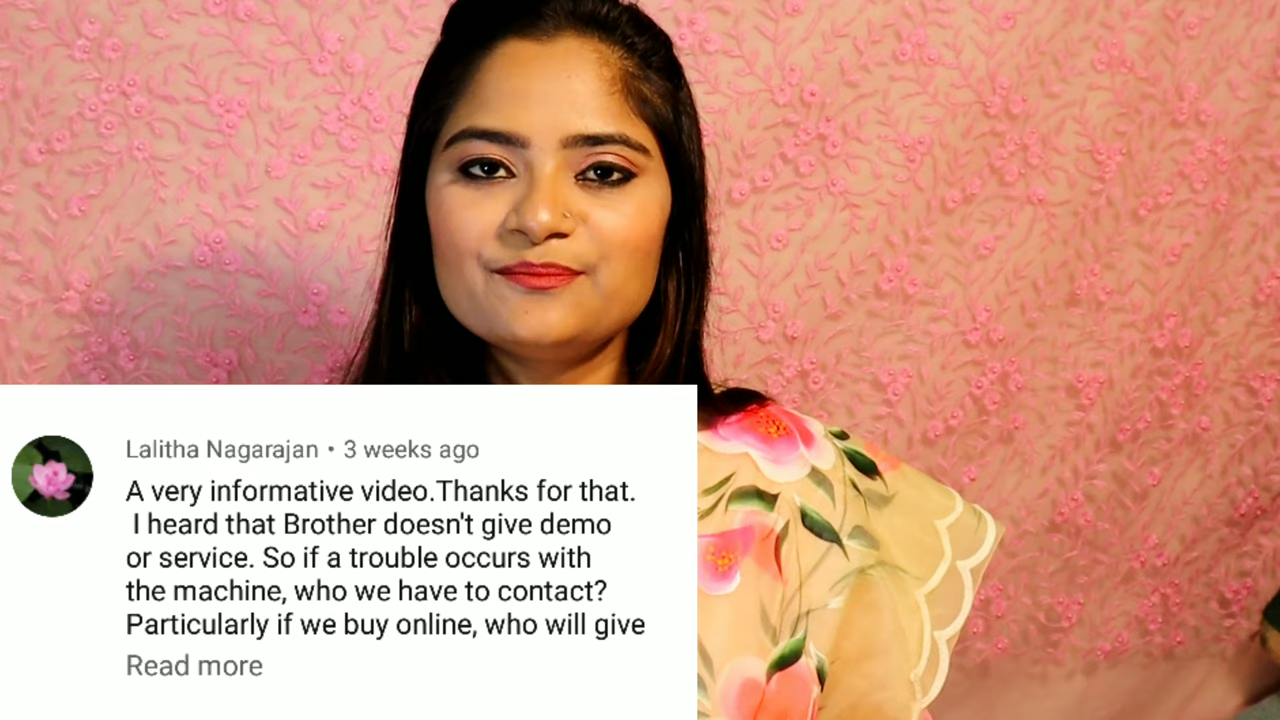 Lalitha Nagarajan • 3 weeks ago
A very informative video.Thanks for that.
I heard that Brother doesn't give demo
or service. So if a trouble occurs with
the machine, who we have to contact?
Particularly if we buy online, who will give
Read more